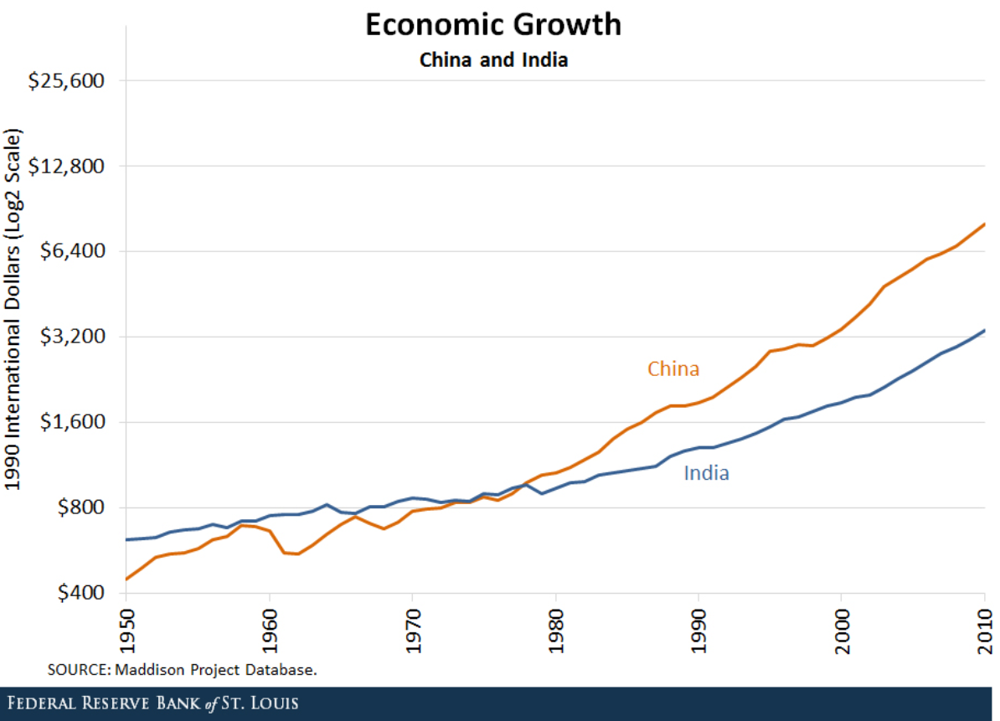 Economic Growth
China and India
1990 International Dollars (Log2 Scale)
$25,600
$12,800
$6,400
$3,200
$1,600
$800
$400
China
India
1950
1960
1970
1980
1990
2000
2010
SOURCE: Maddison Project Database.
FEDERAL RESERVE BANK of ST. LOUIS